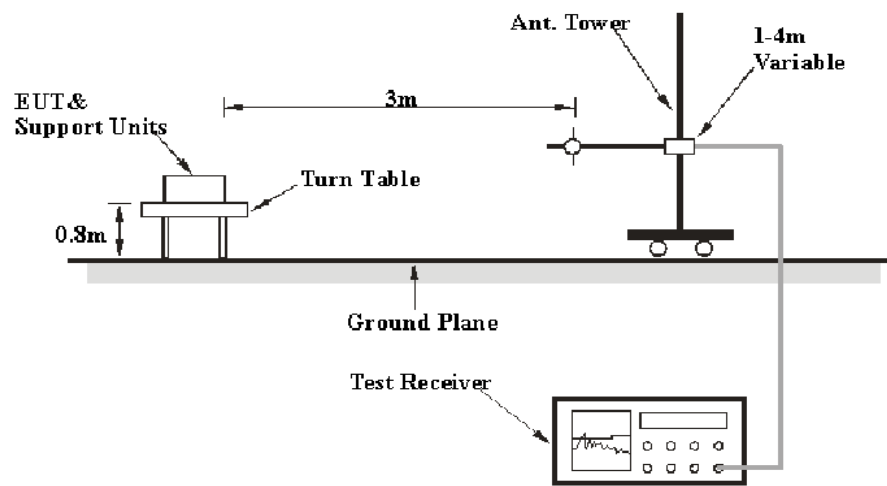 Ant. Tower
1-4m
Variable
3m
EUT&
Support Units
Turn Table
0.8m
Ground Plane
Test Receiver